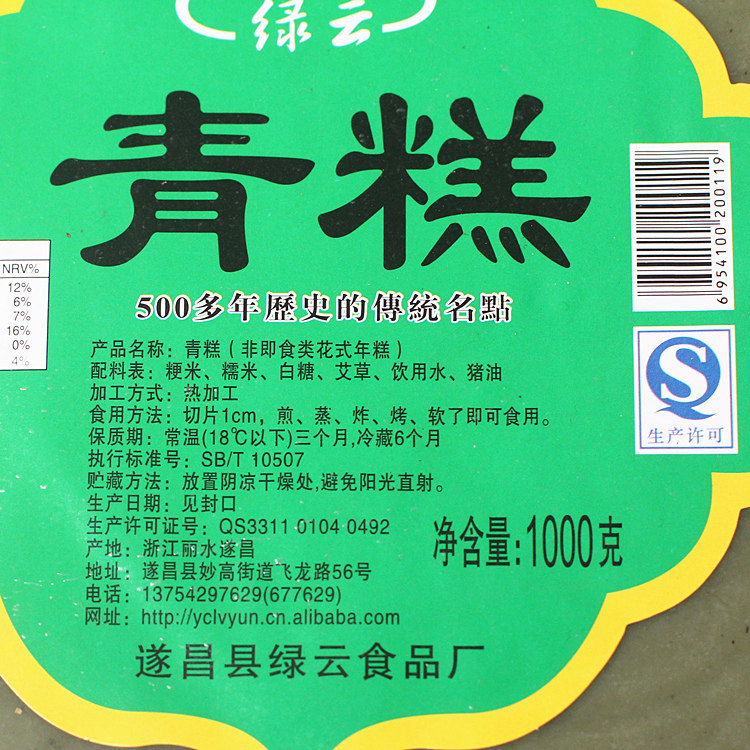 绿云
青糕
6 954100 200119
NRV%
12%
6%
7%
16%
0%
4%
500多年歷史的傳統名點
产品名称：青糕（非即食类花式年糕）
配料表：粳米、糯米、白糖、艾草、饮用水、猪油
加工方式：热加工
食用方法：切片1cm，煎、蒸、炸、烤、软了即可食用。
保质期：常温(18℃以下)三个月,冷藏6个月
执行标准号：SB/T 10507
贮藏方法：放置阴凉干燥处,避免阳光直射。
生产日期：见封口
生产许可证号：QS3311 0104 0492
产地：浙江丽水遂昌
地址：遂昌县妙高街道飞龙路56号
电话：13754297629(677629)
网址：http://yclvyun.cn.alibaba.com
净含量：1000克
S
生产许可
遂昌县绿云食品厂